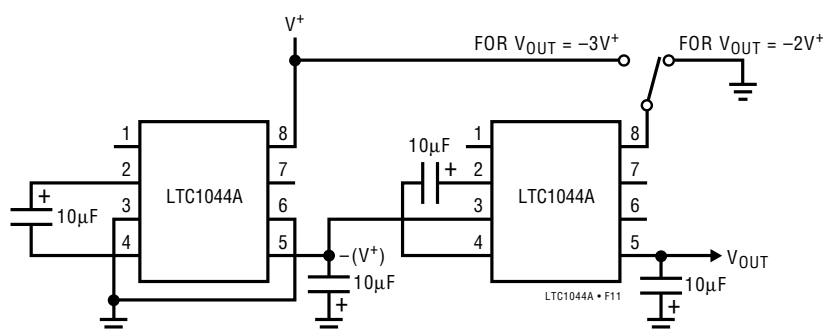 V+
FOR VOUT = –3V+
FOR VOUT = –2V+
1
2
3
4
LTC1044A
8
7
6
5
+
10µF
–(V+)
10µF
+
10µF
+
1
2
3
4
LTC1044A
8
7
6
5
VOUT
10µF
+
LTC1044A • F11